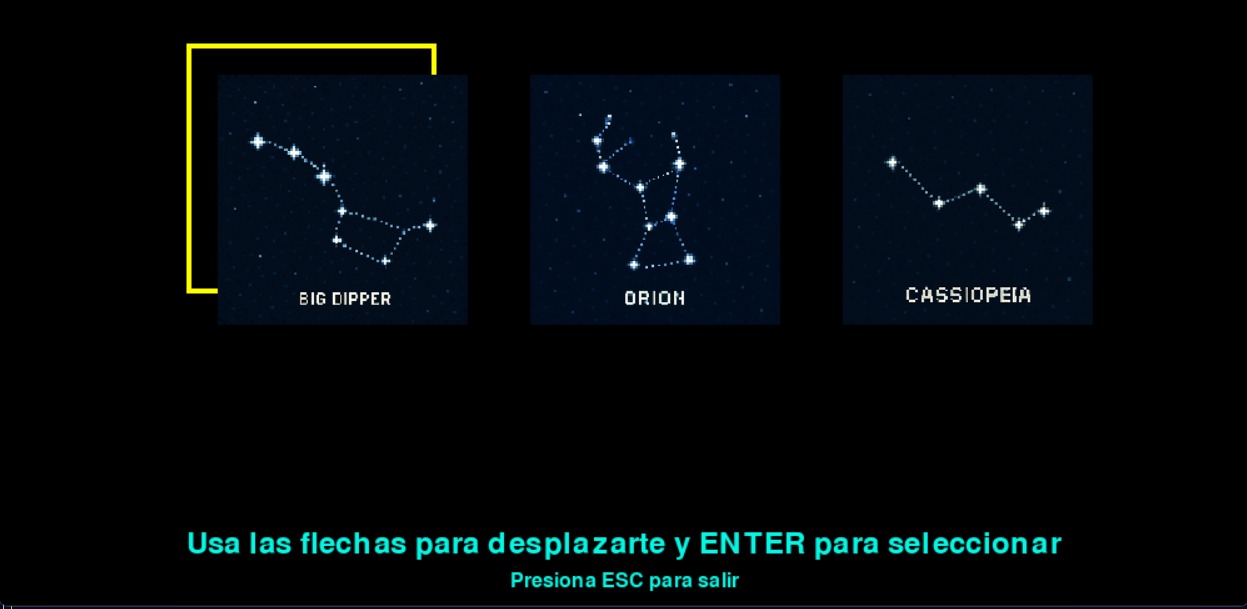 BIG DIPPER
ORION
CASSIOPEIA
Usa las flechas para desplazarte y ENTER para seleccionar
Presiona ESC para salir